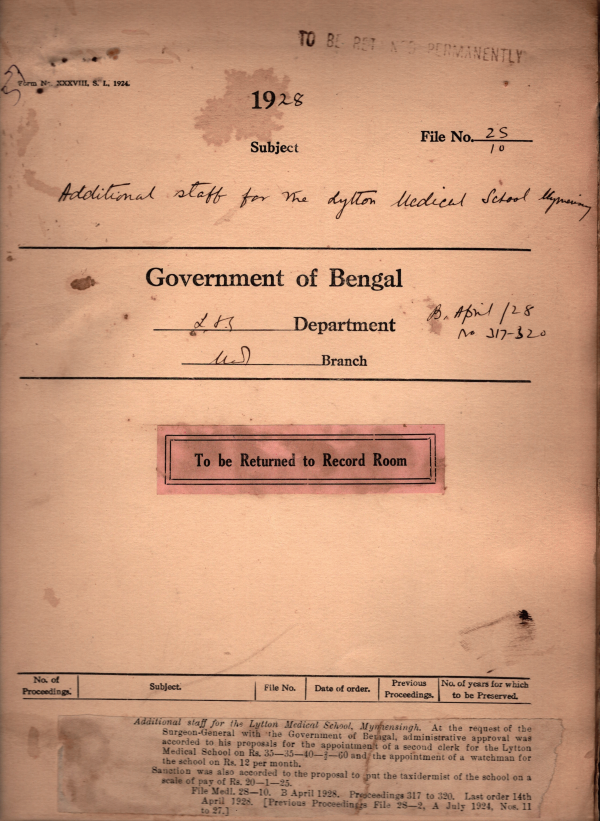 TO BE RETAINED PERMANENTLY
Form No. XXXVIII, S. L., 1924.
1928
File No. 2S/10
Subject
Additional staff for the Lytton Medical School Mymensing
Government of Bengal
Department
B. April /28
No 317-320
Branch
To be Returned to Record Room
No. of Proceedings. Subject. File No. Date of order. Previous Proceedings. No. of years for which to be Preserved.
Additional staff for the Lytton Medical School, Mymensingh. At the request of the
Surgeon-General with the Government of Bengal, administrative approval was
accorded to his proposals for the appointment of a second clerk for the Lytton
Medical School on Rs. 35—35—40—½—60 and the appointment of a watchman for
the school on Rs. 12 per month.
Sanction was also accorded to the proposal to put the taxidermist of the school on a
scale of pay of Rs. 20—1—25.
File Medl. 2S—10. B April 1928. Proceedings 317 to 320. Last order 14th
April 1928. [Previous Proceedings File 2S—2, A July 1924, Nos. 11
to 27.]